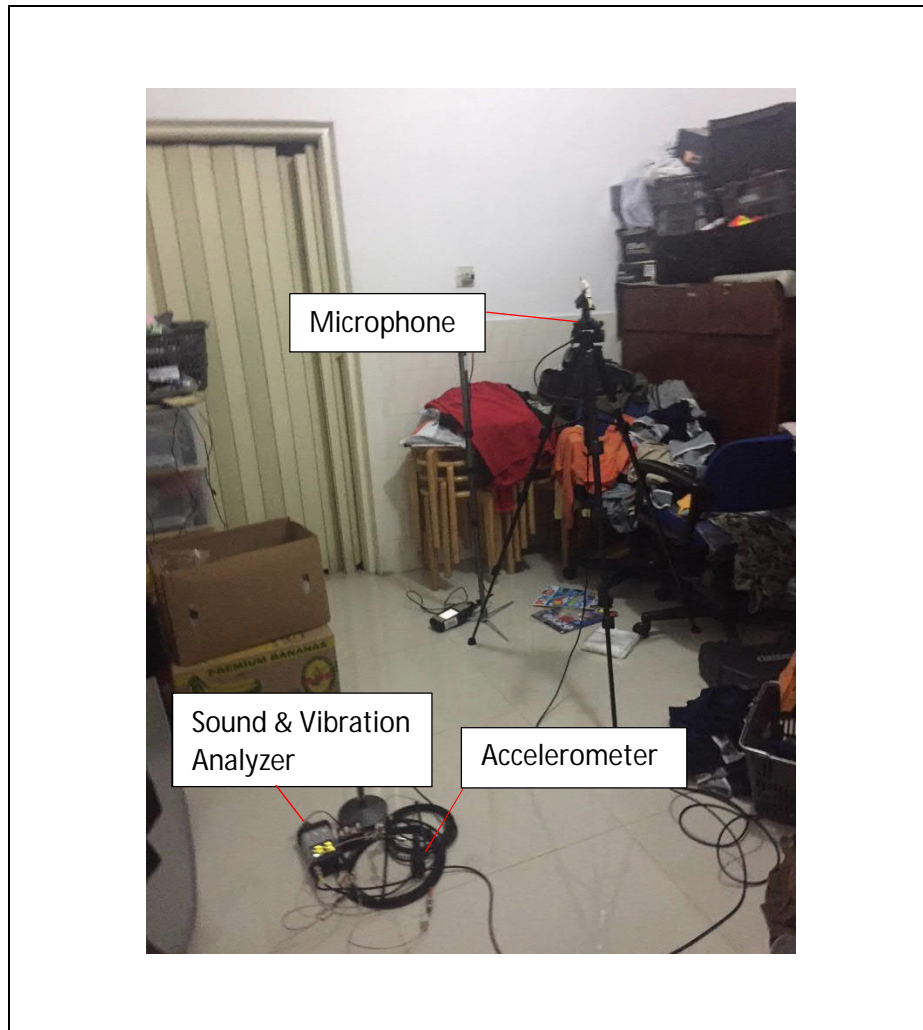 Microphone
PREMIUM BANANAS
Sound & Vibration
Analyzer
Accelerometer